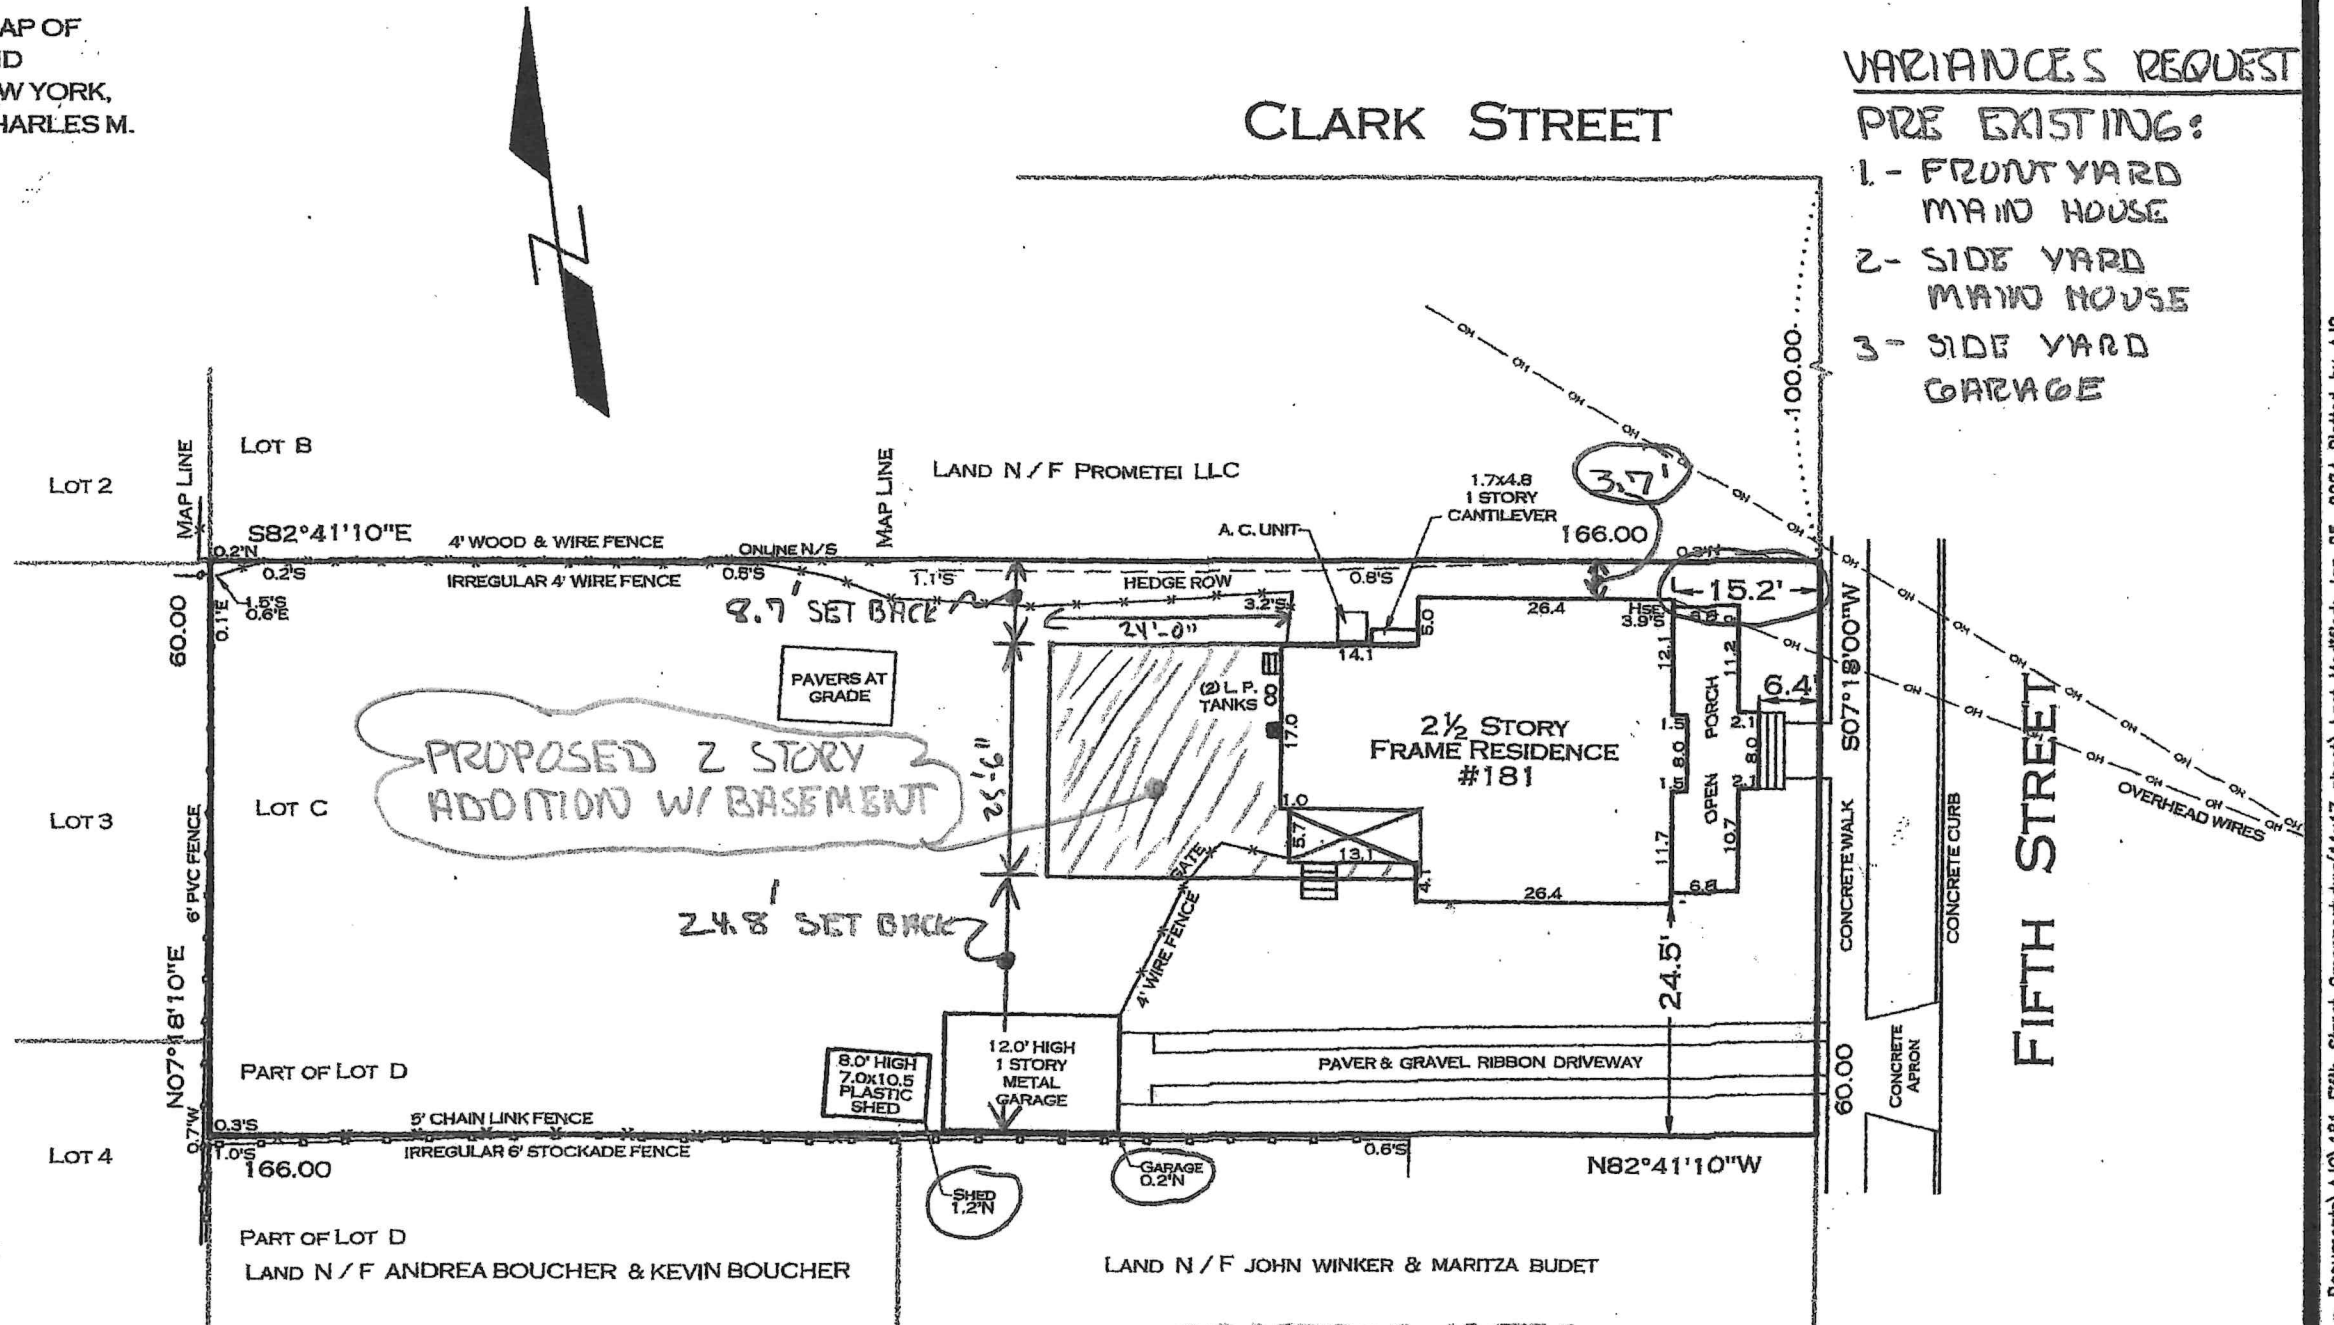 AP OF
ID
W YORK,
HARLES M.
CLARK STREET
VARIANCES REQUEST
PRE EXISTING:
1. - FRONT YARD
MAIN HOUSE
2 - SIDE YARD
MAIN HOUSE
3 - SIDE YARD
GARAGE
100.00
LOT 2
MAP LINE
LOT B
MAP LINE
LAND N / F PROMETEI LLC
A. C. UNIT
1.7X4.8
1 STORY
CANTILEVER
3.7'
166.00
S82°41'10"E
4' WOOD & WIRE FENCE
ONLINE N/S
0.2'N
0.2'S
IRREGULAR 4' WIRE FENCE
0.8'S
1.1'S
HEDGE ROW
0.8'S
1.5'S
0.6'E
0.1'E
60.00
8.7' SET BACK
3.2'S
24'-0"
5.0
26.4
HSE
3.9'S
15.2'
14.1
12.1
11.2
S07°18'00"W
PAVERS AT
GRADE
(2) L. P.
TANKS
17.0
6.4'
1.5
2.1
2½ STORY
FRAME RESIDENCE
#181
8.0
OPEN PORCH
8.0
1.5
2.1
PROPOSED 2 STORY
ADDITION W/ BASEMENT
25'-6"
LOT 3
LOT C
6' PVC FENCE
1.0
5.7
13.1
4.1
GATE
4' WIRE FENCE
11.7
10.7
6.8
26.4
24.8' SET BACK
24.5'
CONCRETE WALK
CONCRETE CURB
FIFTH STREET
OH
OVERHEAD WIRES
N07°18'10"E
PART OF LOT D
8.0' HIGH
7.0X10.5
PLASTIC
SHED
12.0' HIGH
1 STORY
METAL
GARAGE
PAVER & GRAVEL RIBBON DRIVEWAY
60.00
CONCRETE
APRON
0.7'W
0.3'S
1.0'S
5' CHAIN LINK FENCE
IRREGULAR 6' STOCKADE FENCE
0.6'S
LOT 4
166.00
SHED
1.2'N
GARAGE
0.2'N
N82°41'10"W
PART OF LOT D
LAND N / F ANDREA BOUCHER & KEVIN BOUCHER
LAND N / F JOHN WINKER & MARITZA BUDET